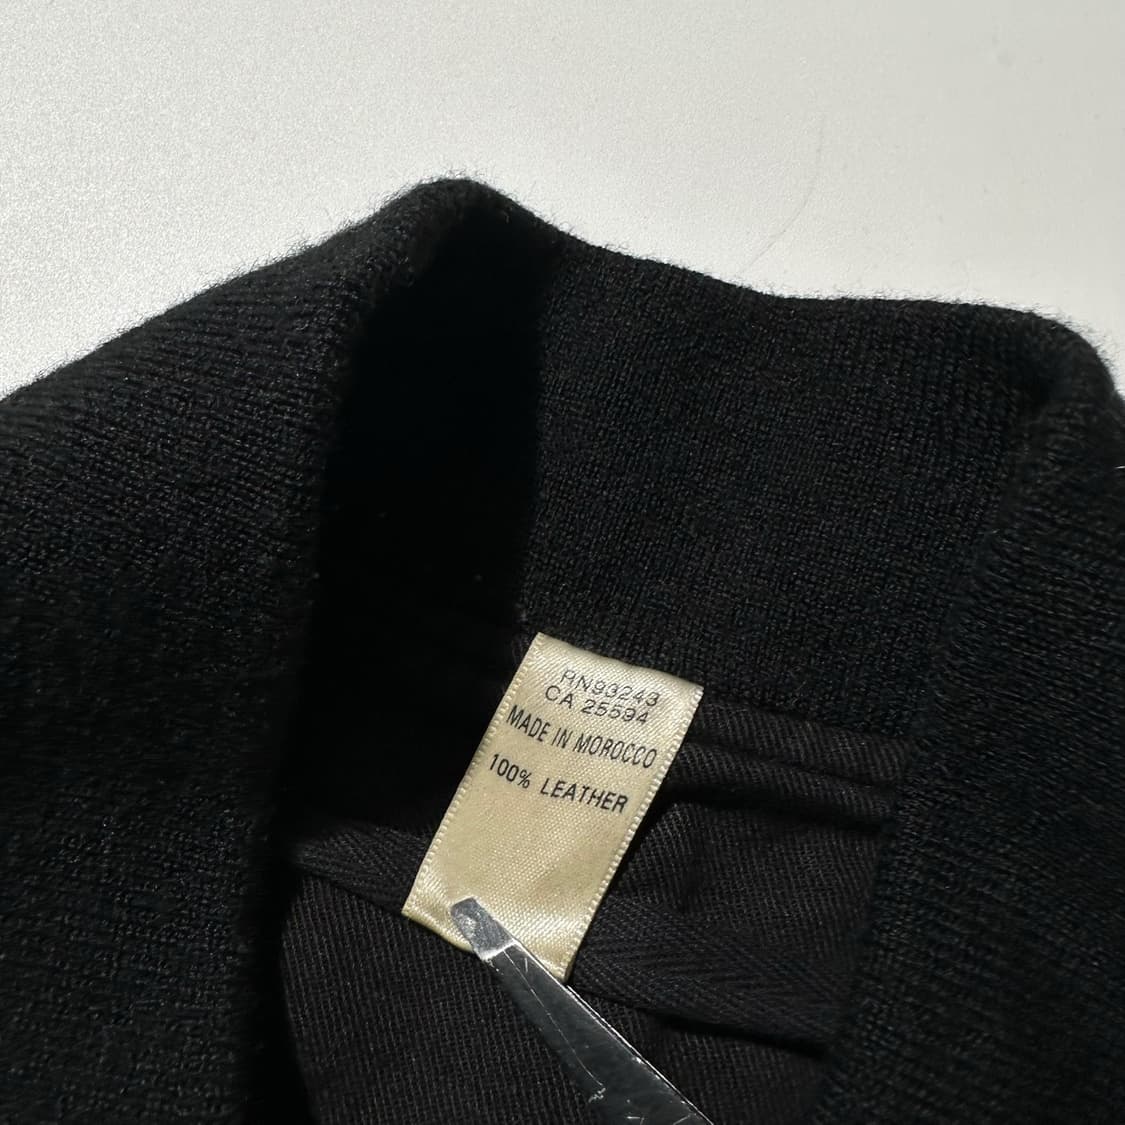 RN93243
CA 25594
MADE IN MOROCCO
100% LEATHER